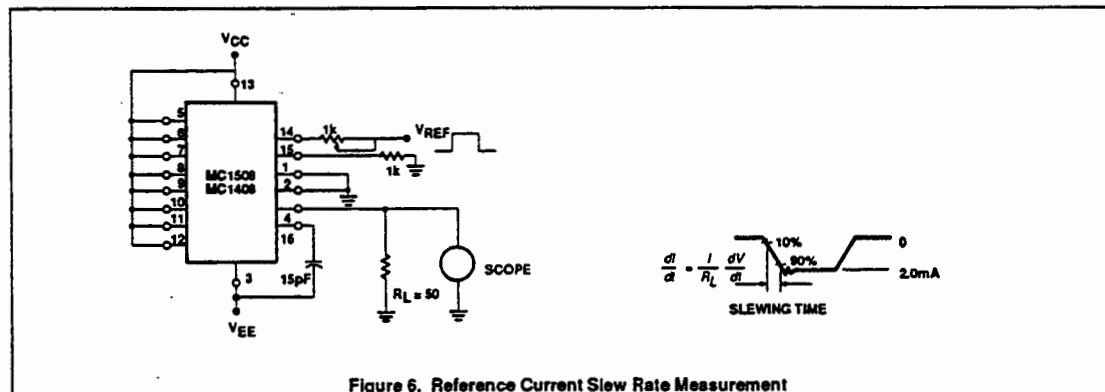 VCC
13
5
6
7
8
9
10
11
12
MC1508
MC1408
14
15
1
2
4
16
3
1k
VREF
1k
15pF
VEE
RL = 50
SCOPE
dI/dt = I/RL dV/dt
10%
90%
0
2.0mA
SLEWING TIME
Figure 6. Reference Current Slew Rate Measurement